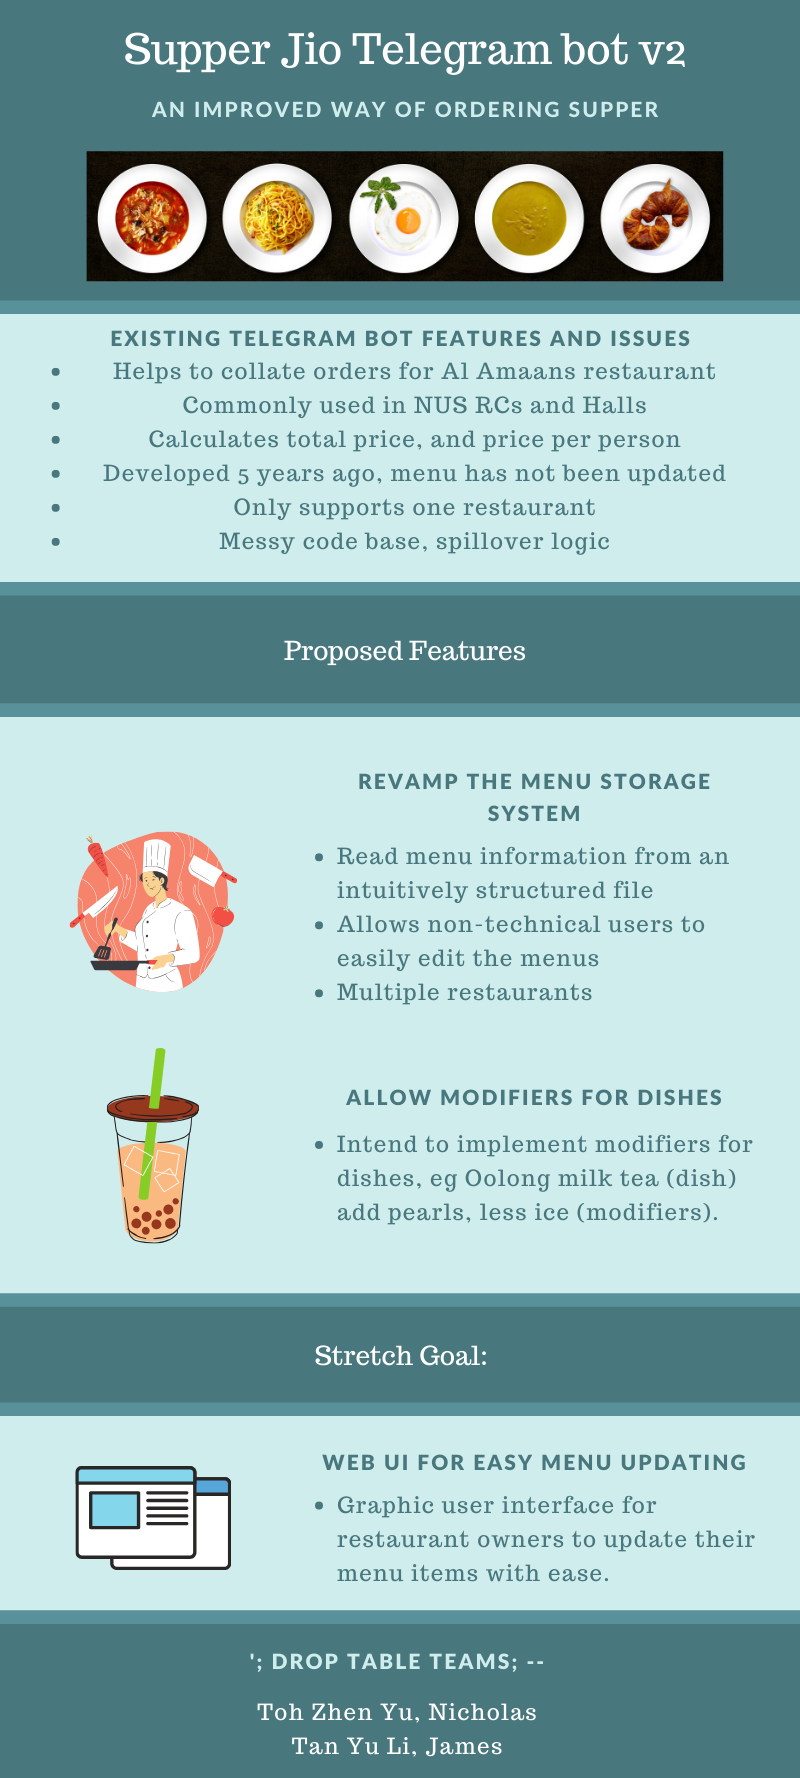 Supper Jio Telegram bot v2
AN IMPROVED WAY OF ORDERING SUPPER
EXISTING TELEGRAM BOT FEATURES AND ISSUES
• Helps to collate orders for Al Amaans restaurant
• Commonly used in NUS RCs and Halls
• Calculates total price, and price per person
• Developed 5 years ago, menu has not been updated
• Only supports one restaurant
• Messy code base, spillover logic
Proposed Features
REVAMP THE MENU STORAGE
SYSTEM
• Read menu information from an
intuitively structured file
• Allows non-technical users to
easily edit the menus
• Multiple restaurants
ALLOW MODIFIERS FOR DISHES
• Intend to implement modifiers for
dishes, eg Oolong milk tea (dish)
add pearls, less ice (modifiers).
Stretch Goal:
WEB UI FOR EASY MENU UPDATING
• Graphic user interface for
restaurant owners to update their
menu items with ease.
'; DROP TABLE TEAMS; --
Toh Zhen Yu, Nicholas
Tan Yu Li, James